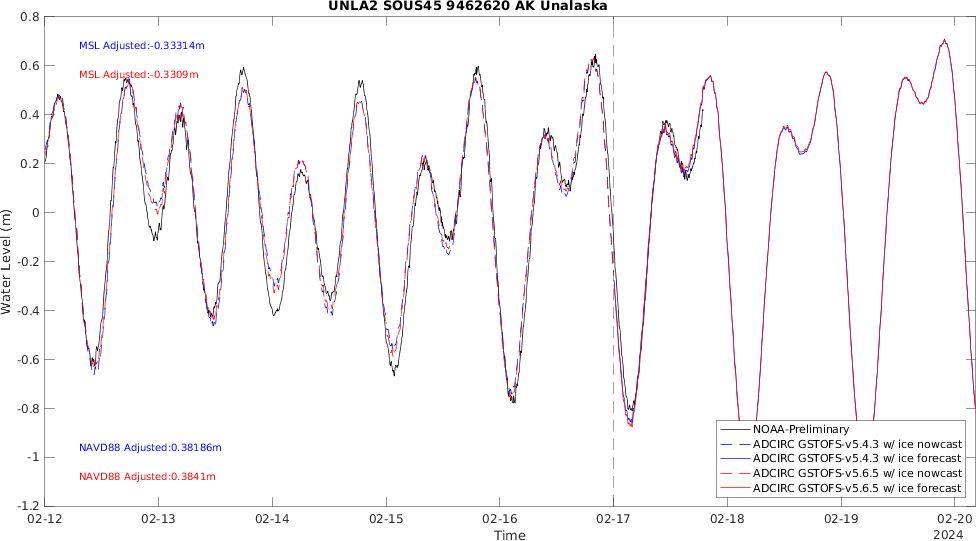 UNLA2 SOUS45 9462620 AK Unalaska
0.8
0.6
0.4
0.2
0
-0.2
-0.4
-0.6
-0.8
-1
-1.2
Water Level (m)
MSL Adjusted:-0.33314m
MSL Adjusted:-0.3309m
NAVD88 Adjusted:0.38186m
NAVD88 Adjusted:0.3841m
NOAA-Preliminary
ADCIRC GSTOFS-v5.4.3 w/ ice nowcast
ADCIRC GSTOFS-v5.4.3 w/ ice forecast
ADCIRC GSTOFS-v5.6.5 w/ ice nowcast
ADCIRC GSTOFS-v5.6.5 w/ ice forecast
02-12 02-13 02-14 02-15 02-16 02-17 02-18 02-19 02-20
Time
2024